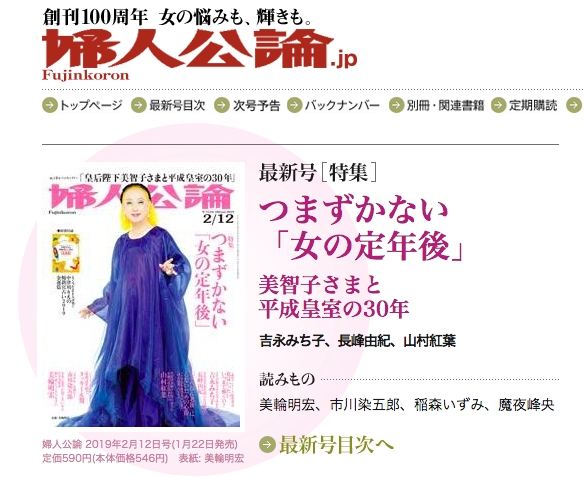 創刊100周年 女の悩みも、輝きも。
婦人公論.jp
Fujinkoron
トップページ
最新号目次
次号予告
バックナンバー
別冊・関連書籍
定期購読
「皇后陛下美智子さまと平成皇室の30年」
婦人公論
Fujinkoron
2/12
特集
つまずかない
「女の定年後」
美輪明宏
婦人公論 2019年2月12日号(1月22日発売)
定価590円(本体価格546円) 表紙: 美輪明宏
最新号[特集]
つまずかない
「女の定年後」
美智子さまと
平成皇室の30年
吉永みち子、長峰由紀、山村紅葉
読みもの
美輪明宏、市川染五郎、稲森いずみ、魔夜峰央
最新号目次へ